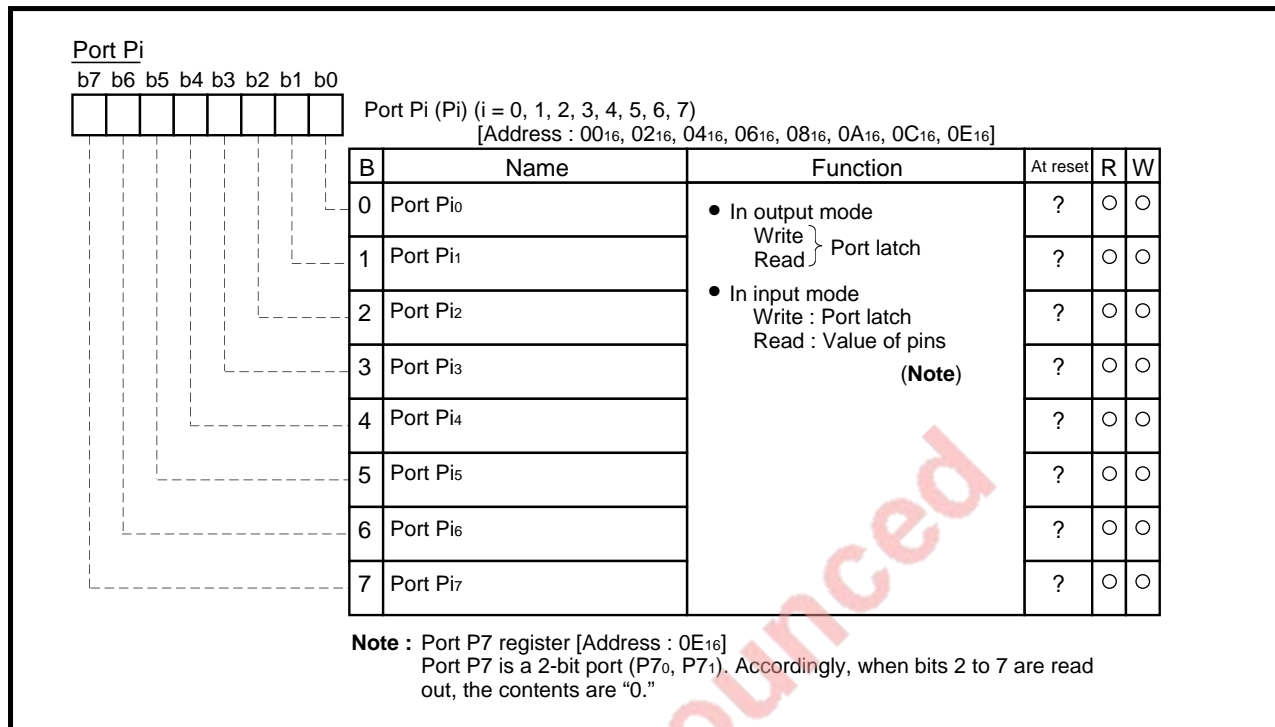 Port Pi
b7 b6 b5 b4 b3 b2 b1 b0
Port Pi (Pi) (i = 0, 1, 2, 3, 4, 5, 6, 7)
[Address : 0016, 0216, 0416, 0616, 0816, 0A16, 0C16, 0E16]
B Name Function At reset R W
0 Port Pi0 ? ○ ○
1 Port Pi1 ? ○ ○
2 Port Pi2 ? ○ ○
3 Port Pi3 ? ○ ○
4 Port Pi4 ? ○ ○
5 Port Pi5 ? ○ ○
6 Port Pi6 ? ○ ○
7 Port Pi7 ? ○ ○
● In output mode
Write
Read } Port latch
● In input mode
Write : Port latch
Read : Value of pins
(Note)
Note : Port P7 register [Address : 0E16]
Port P7 is a 2-bit port (P70, P71). Accordingly, when bits 2 to 7 are read
out, the contents are “0.”
ounced